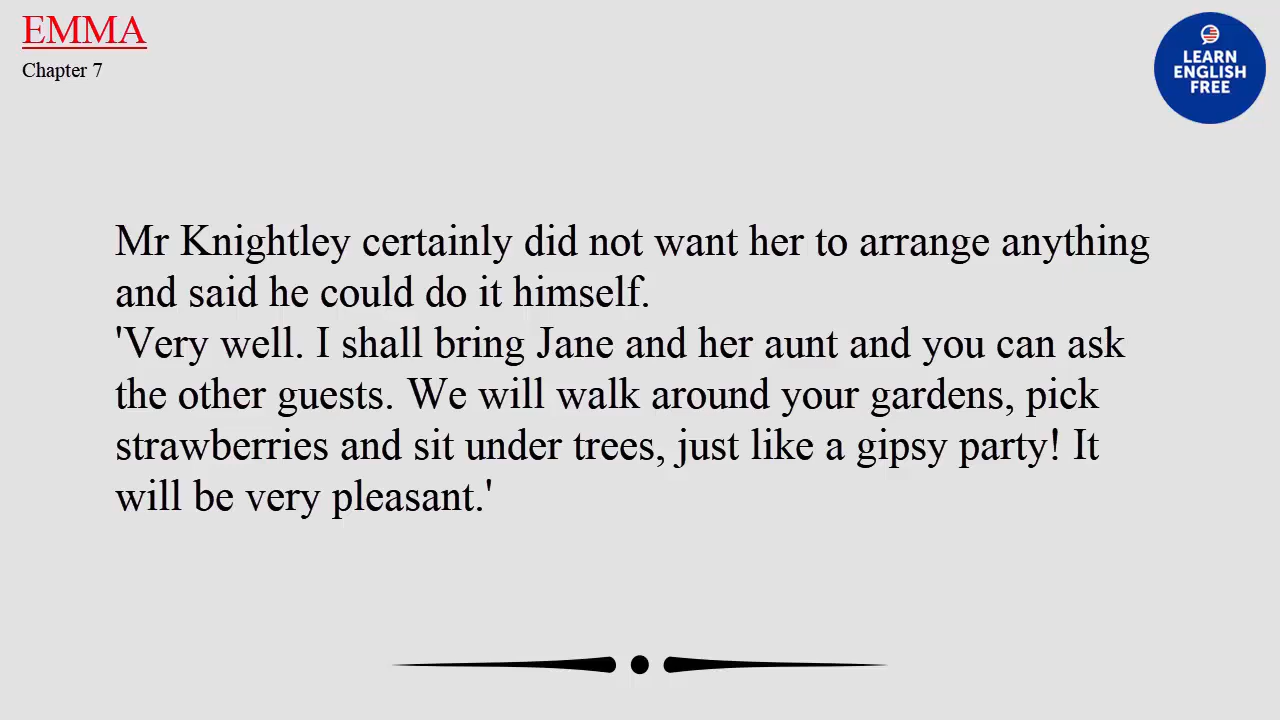 EMMA
Chapter 7
LEARN
ENGLISH
FREE
Mr Knightley certainly did not want her to arrange anything
and said he could do it himself.
'Very well. I shall bring Jane and her aunt and you can ask
the other guests. We will walk around your gardens, pick
strawberries and sit under trees, just like a gipsy party! It
will be very pleasant.'